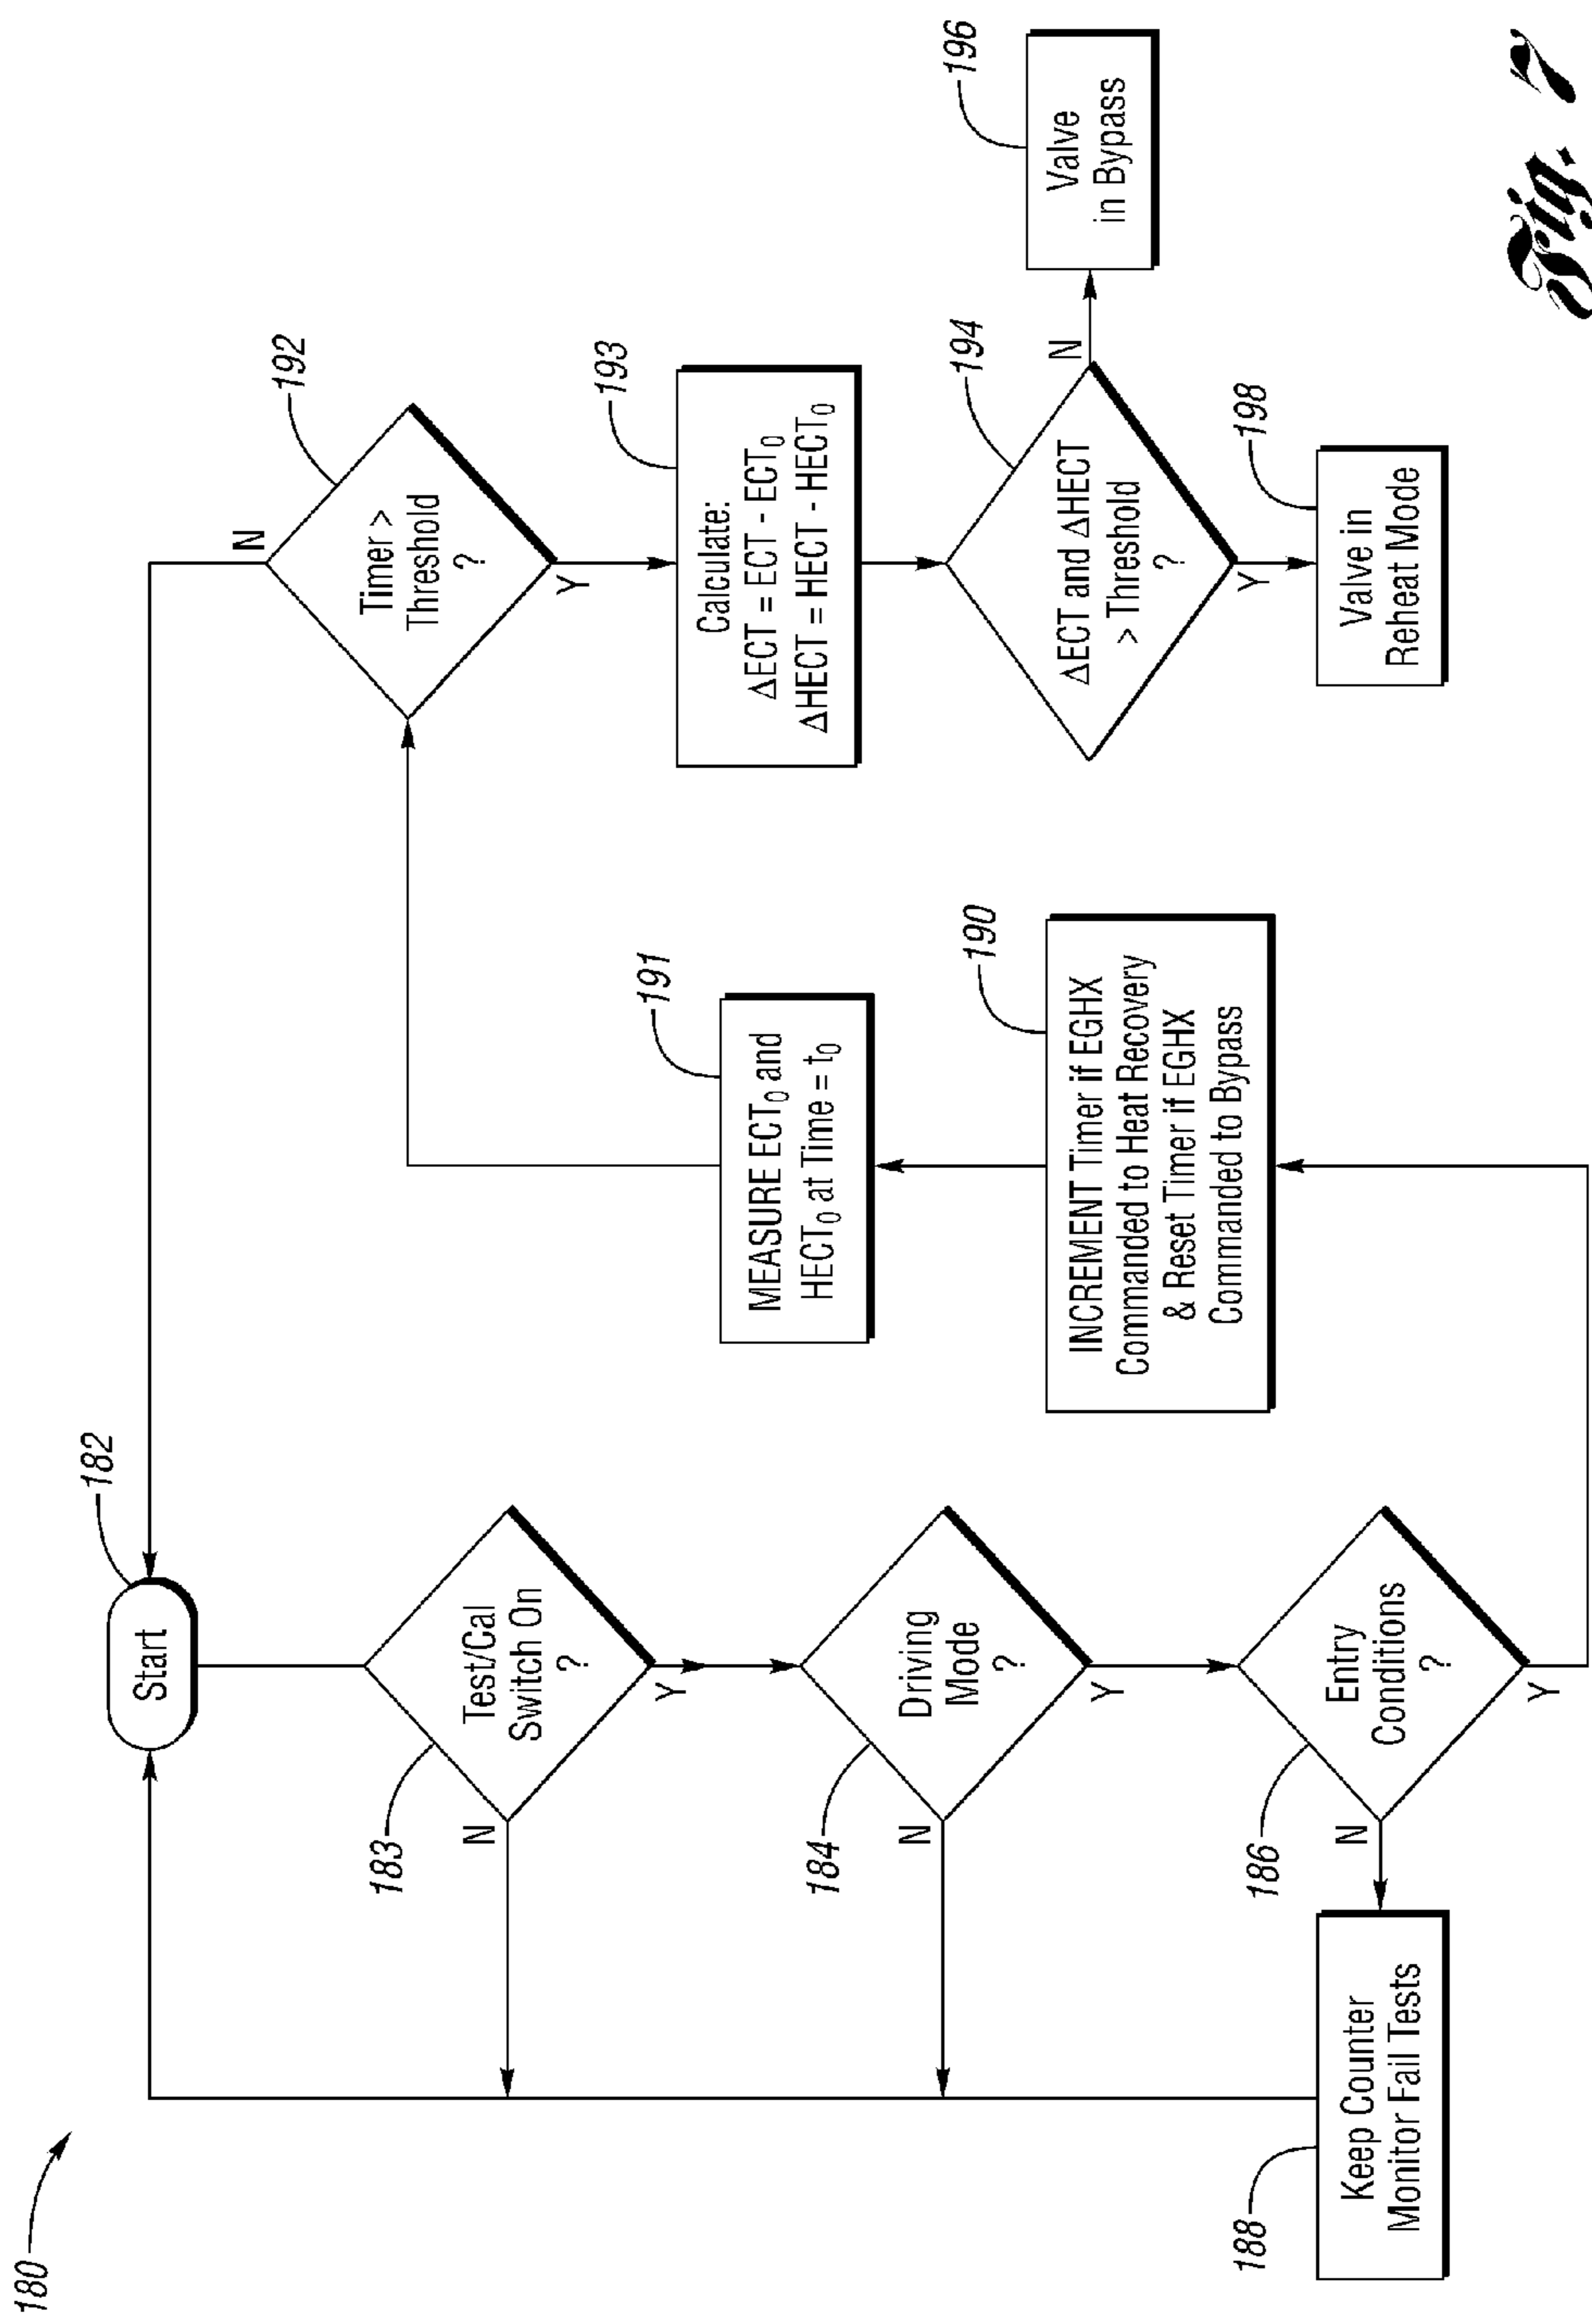 180
182
Start
183
Test/Cal
Switch On
?
N
Y
184
Driving
Mode
?
N
Y
186
Entry
Conditions
?
N
Y
188
Keep Counter
Monitor Fail Tests
190
INCREMENT Timer if EGHX
Commanded to Heat Recovery
& Reset Timer if EGHX
Commanded to Bypass
191
MEASURE ECT₀ and
HECT₀ at Time = t₀
192
Timer >
Threshold
?
N
Y
193
Calculate:
ΔECT = ECT - ECT₀
ΔHECT = HECT - HECT₀
194
ΔECT and ΔHECT
> Threshold
?
N
Y
196
Valve
in Bypass
198
Valve in
Reheat Mode
Fig. 7